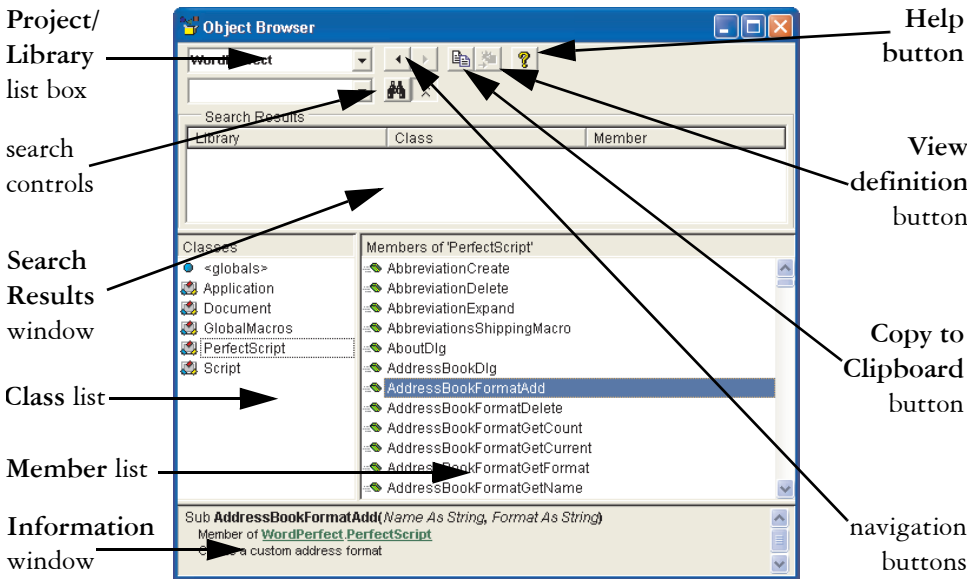 Project/
Library
list box
search
controls
Search
Results
window
Class list
Member list
Information
window
Object Browser
WordPerfect
Search Results
Library Class Member
Classes
<globals>
Application
Document
GlobalMacros
PerfectScript
Script
Members of 'PerfectScript'
AbbreviationCreate
AbbreviationDelete
AbbreviationExpand
AbbreviationsShippingMacro
AboutDlg
AddressBookDlg
AddressBookFormatAdd
AddressBookFormatDelete
AddressBookFormatGetCount
AddressBookFormatGetCurrent
AddressBookFormatGetFormat
AddressBookFormatGetName
Sub AddressBookFormatAdd(Name As String, Format As String)
Member of WordPerfect.PerfectScript
a custom address format
Help
button
View
definition
button
Copy to
Clipboard
button
navigation
buttons